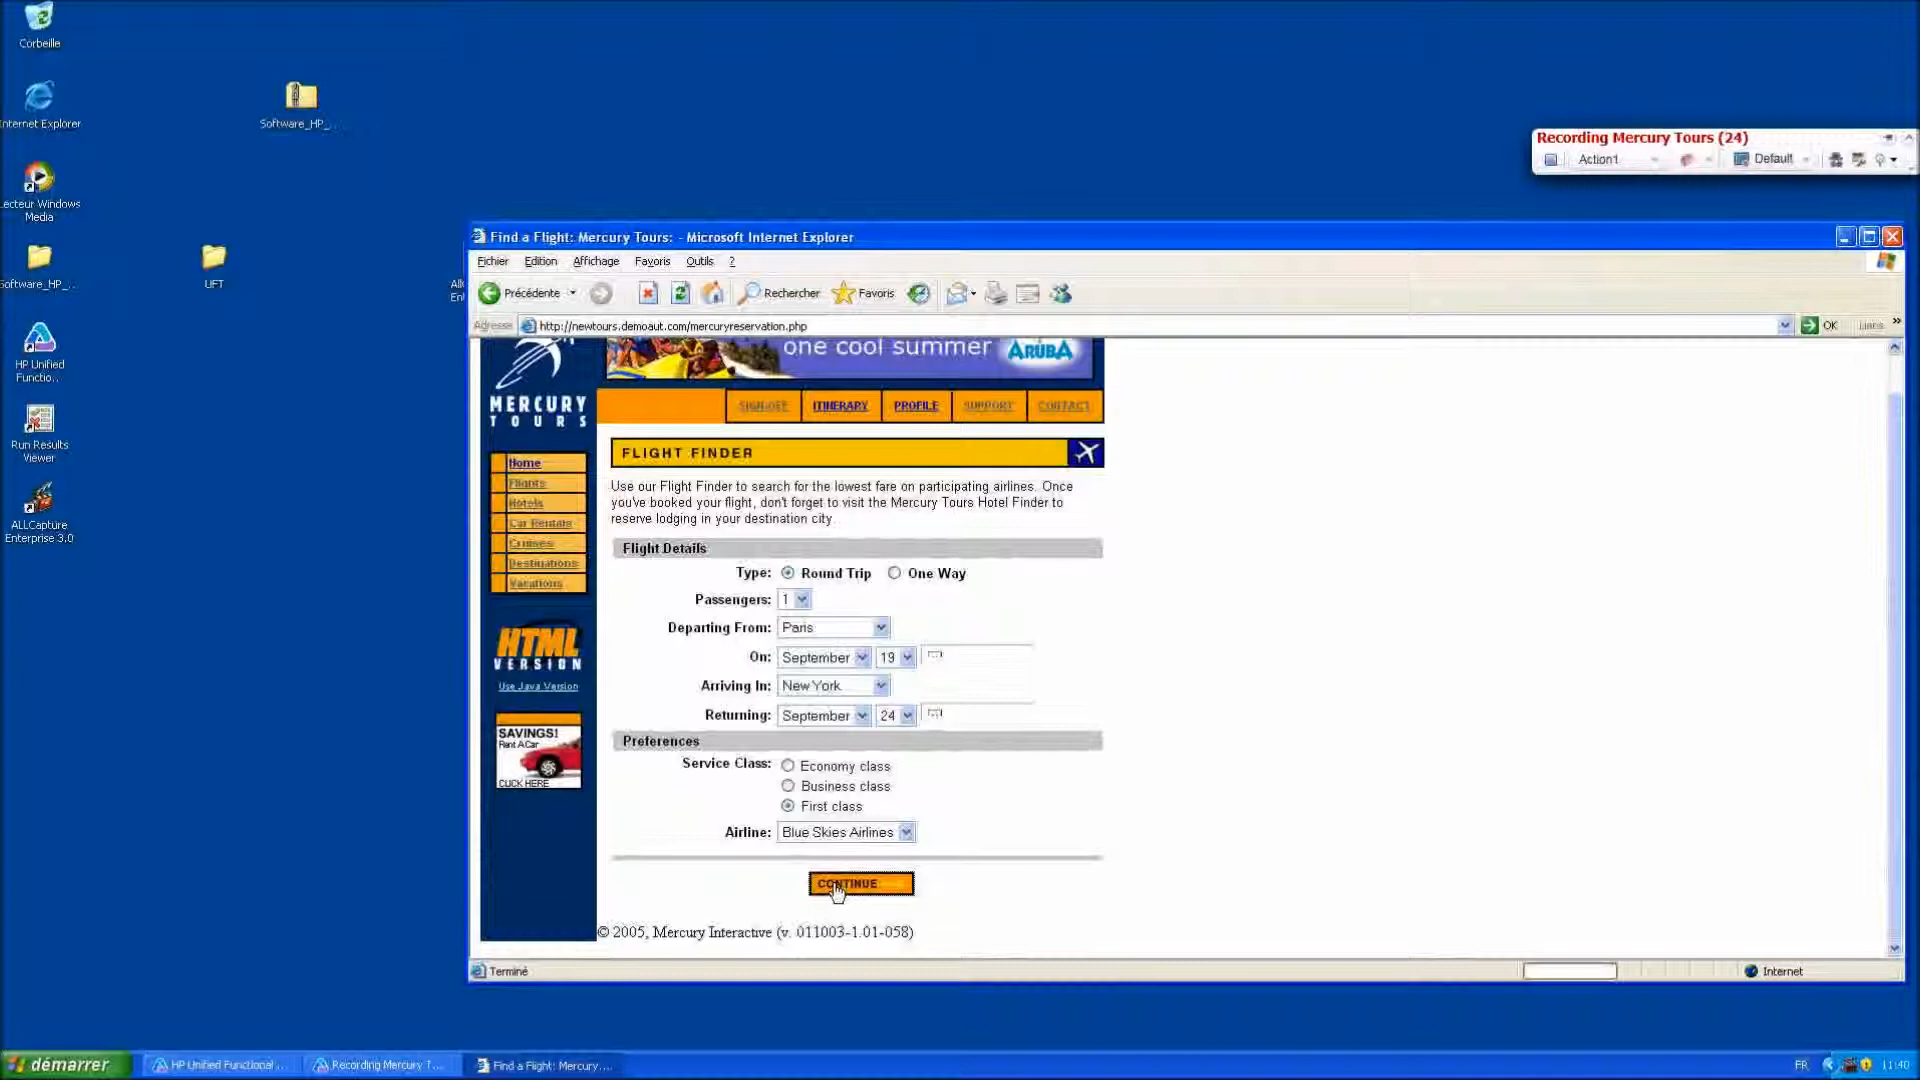 Corbeille
Internet Explorer
Software_HP_...
Lecteur Windows
Media
Software_HP_..
UFT
HP Unified
Functio..
Run Results
Viewer
ALLCapture
Enterprise 3.0
Recording Mercury Tours (24)
Action1
Default
Find a Flight: Mercury Tours: - Microsoft Internet Explorer
Fichier Edition Affichage Favoris Outils ?
Précédente Rechercher Favoris
Adresse http://newtours.demoaut.com/mercuryreservation.php OK Liens »
one cool summer ARUBA
MERCURY
TOURS
SIGN-OFF ITINERARY PROFILE SUPPORT CONTACT
Home
Flights
Hotels
Car Rentals
Cruises
Destinations
Vacations
HTML
VERSION
Use Java Version
SAVINGS!
Rent A Car
CLICK HERE
FLIGHT FINDER
Use our Flight Finder to search for the lowest fare on participating airlines. Once
you've booked your flight, don't forget to visit the Mercury Tours Hotel Finder to
reserve lodging in your destination city.
Flight Details
Type: Round Trip One Way
Passengers: 1
Departing From: Paris
On: September 19
Arriving In: New York
Returning: September 24
Preferences
Service Class: Economy class
Business class
First class
Airline: Blue Skies Airlines
CONTINUE
© 2005, Mercury Interactive (v. 011003-1.01-058)
Terminé Internet
démarrer HP Unified Functional ... Recording Mercury T... Find a Flight: Mercury.... FR 11:40